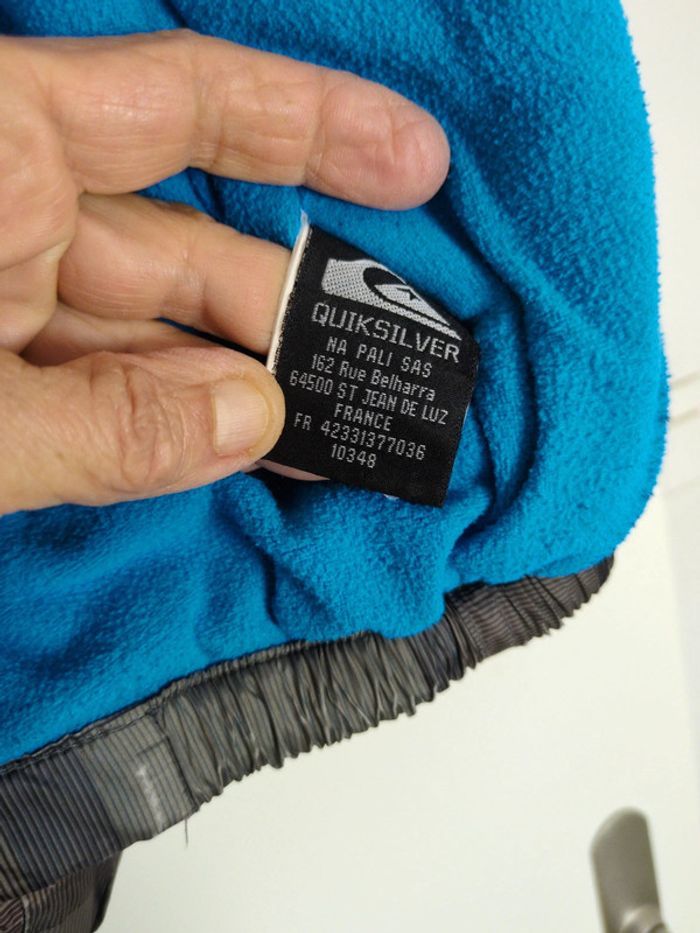 QUIKSILVER
NA PALI SAS
162 Rue Belharra
64500 ST JEAN DE LUZ
FRANCE
FR 42331377036
10348